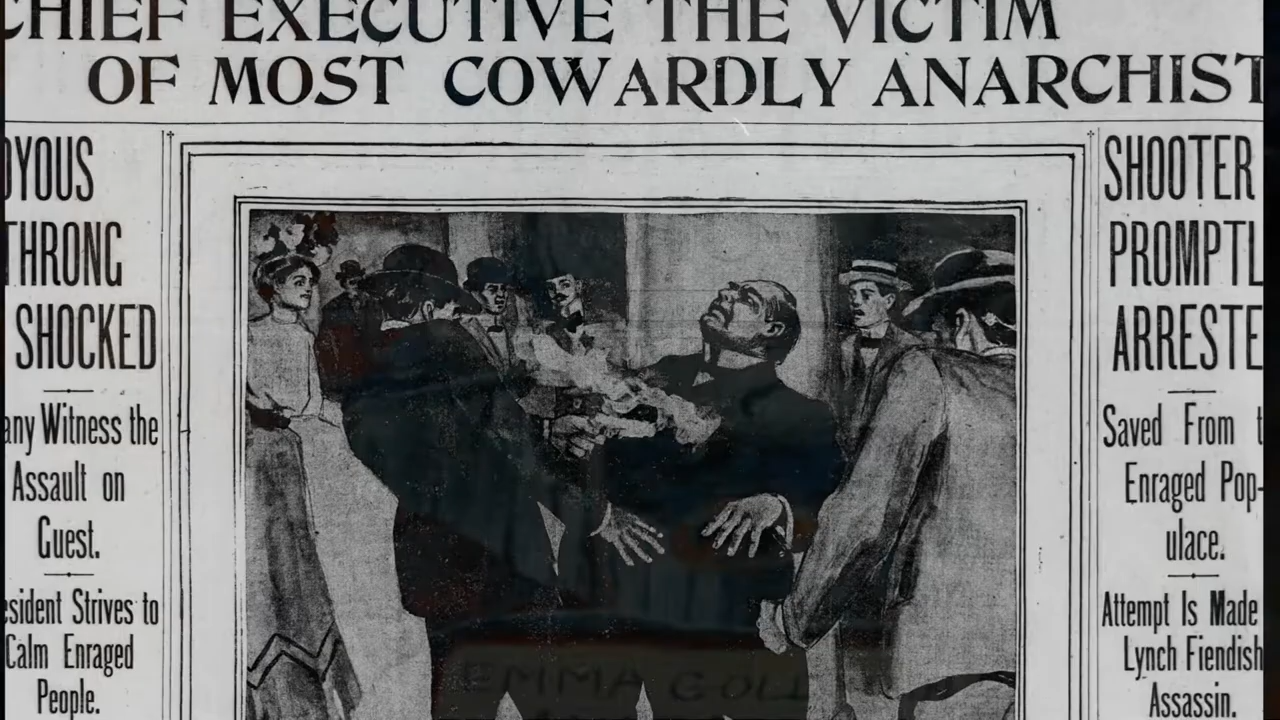 CHIEF EXECUTIVE THE VICTIM
OF MOST COWARDLY ANARCHIST
OYOUS
THRONG
SHOCKED
any Witness the
Assault on
Guest.
esident Strives to
Calm Enraged
People.
SHOOTER
PROMPTL
ARRESTE
Saved From t
Enraged Pop-
ulace.
Attempt Is Made
Lynch Fiendish
Assassin.
EMMA GOLD